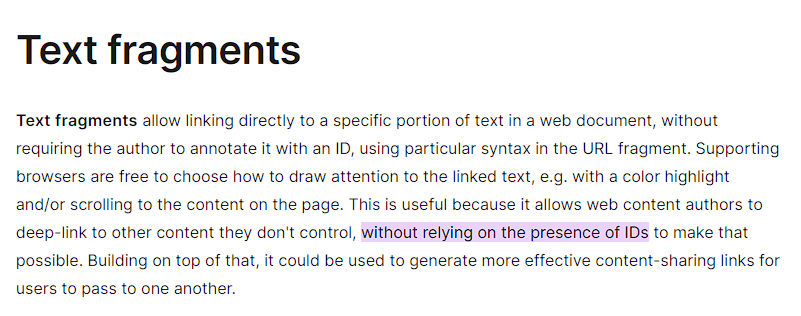 Text fragments
Text fragments allow linking directly to a specific portion of text in a web document, without
requiring the author to annotate it with an ID, using particular syntax in the URL fragment. Supporting
browsers are free to choose how to draw attention to the linked text, e.g. with a color highlight
and/or scrolling to the content on the page. This is useful because it allows web content authors to
deep-link to other content they don't control, without relying on the presence of IDs to make that
possible. Building on top of that, it could be used to generate more effective content-sharing links for
users to pass to one another.